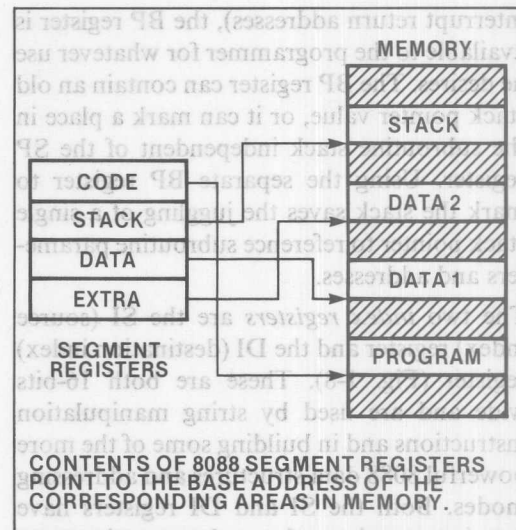 CODE
STACK
DATA
EXTRA
SEGMENT
REGISTERS
MEMORY
STACK
DATA 2
DATA 1
PROGRAM
CONTENTS OF 8088 SEGMENT REGISTERS
POINT TO THE BASE ADDRESS OF THE
CORRESPONDING AREAS IN MEMORY.